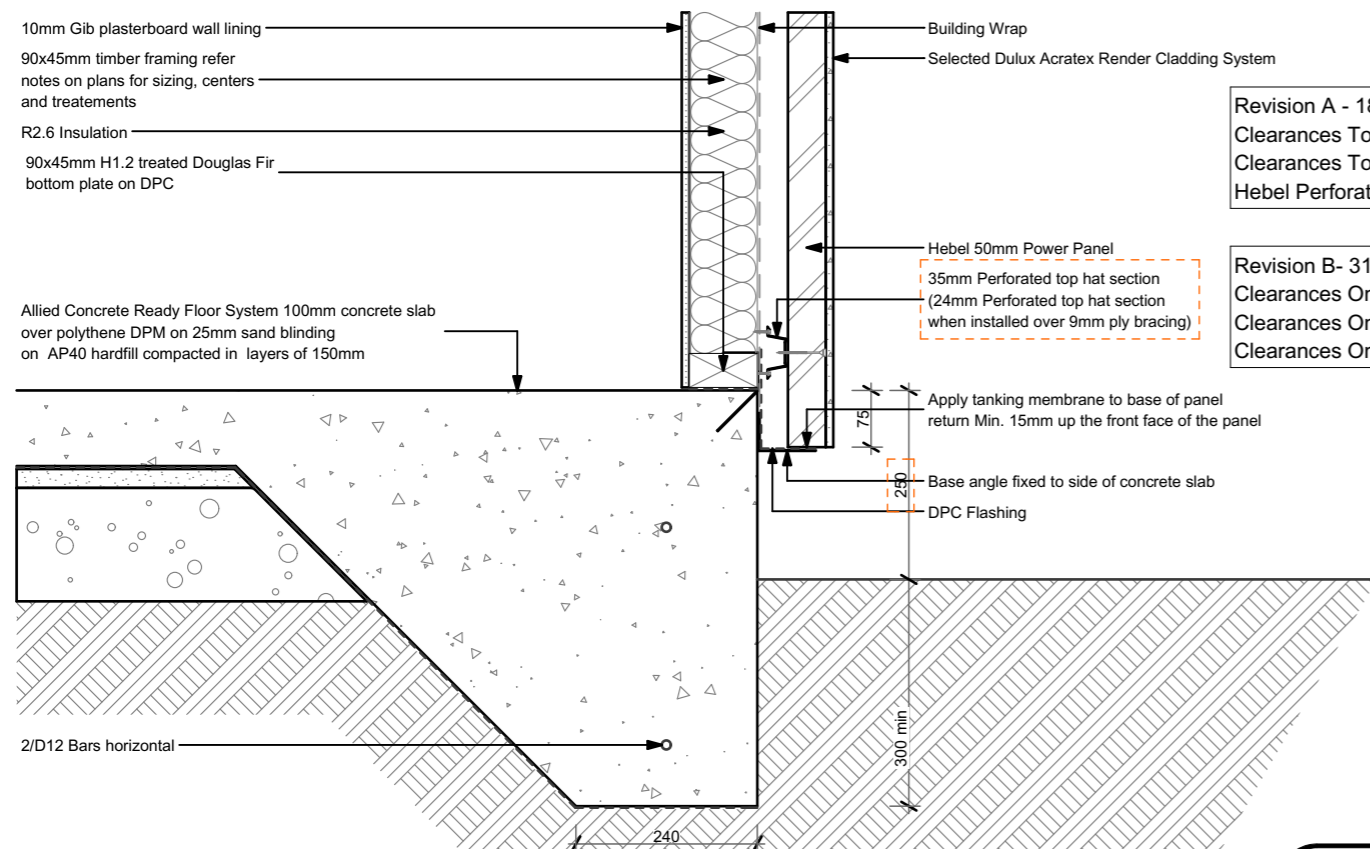 10mm Gib plasterboard wall lining
90x45mm timber framing refer
notes on plans for sizing, centers
and treatements
R2.6 Insulation
90x45mm H1.2 treated Douglas Fir
bottom plate on DPC
Allied Concrete Ready Floor System 100mm concrete slab
over polythene DPM on 25mm sand blinding
on AP40 hardfill compacted in layers of 150mm
2/D12 Bars horizontal
Building Wrap
Selected Dulux Acratex Render Cladding System
Hebel 50mm Power Panel
35mm Perforated top hat section
(24mm Perforated top hat section
when installed over 9mm ply bracing)
Apply tanking membrane to base of panel
return Min. 15mm up the front face of the panel
Base angle fixed to side of concrete slab
DPC Flashing
75
250
300 min
240
Revision A - 18
Clearances To
Clearances To
Hebel Perforat
Revision B- 31
Clearances On
Clearances On
Clearances On